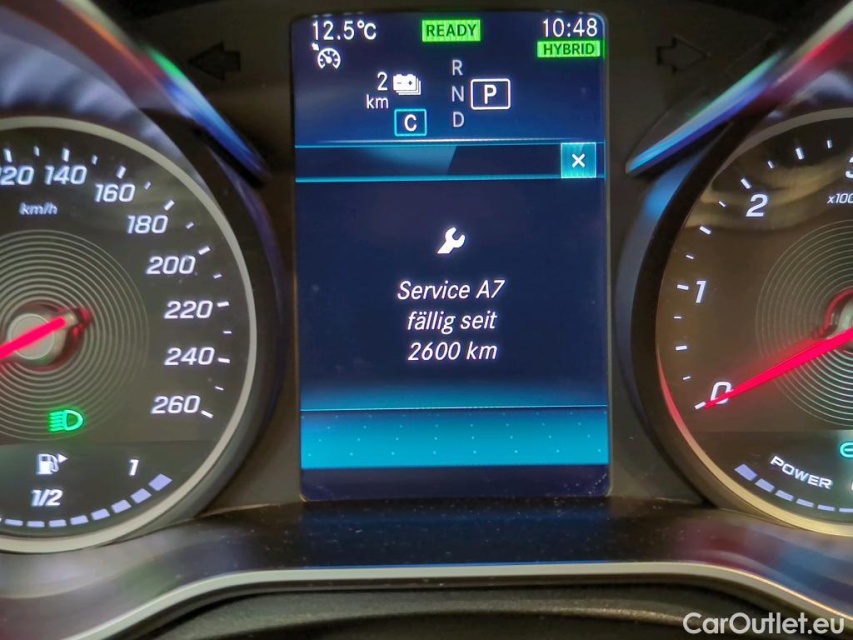 12.5°C
READY
10:48
HYBRID
2
km
R
N
D
P
C
×
Service A7
fällig seit
2600 km
120 140
160
180
200
220
240
260
km/h
1/2
1
2
1
0
x100
POWER
CarOutlet.eu